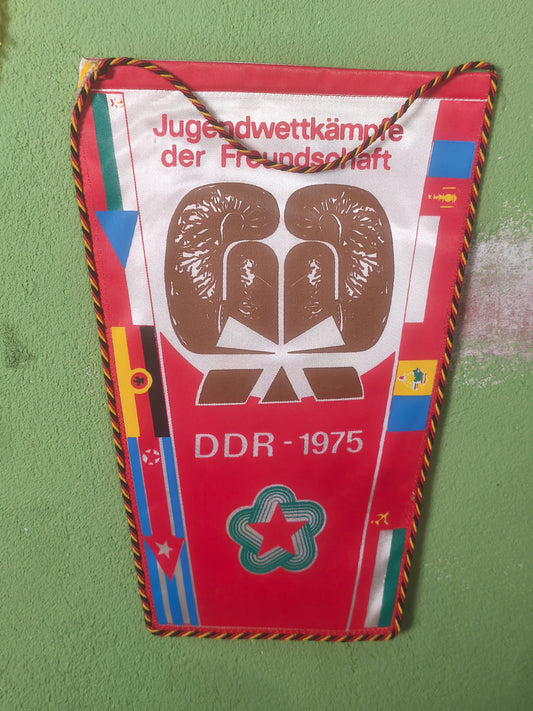 Jugendwettkämpfe
der Freundschaft
DDR - 1975